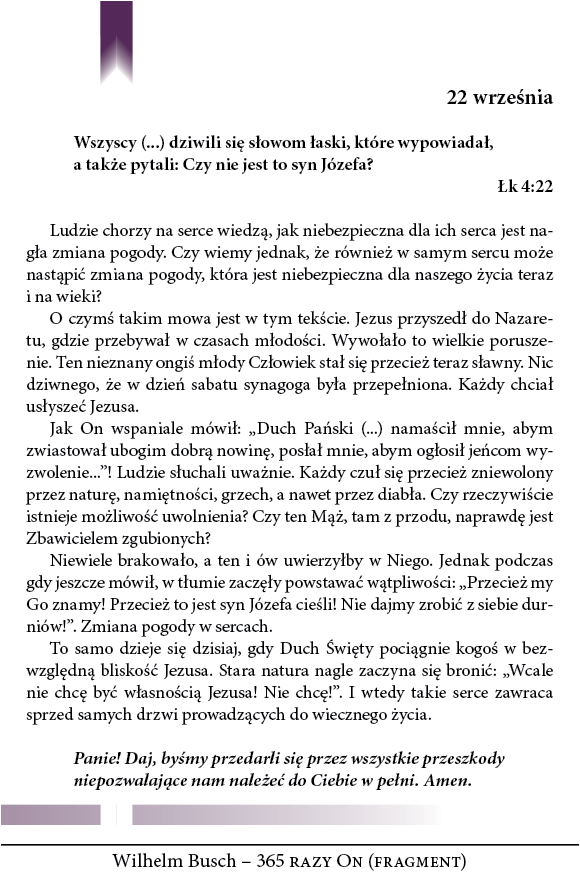 22 września
Wszyscy (...) dziwili się słowom łaski, które wypowiadał,
a także pytali: Czy nie jest to syn Józefa?
Łk 4:22
Ludzie chorzy na serce wiedzą, jak niebezpieczna dla ich serca jest na-
gła zmiana pogody. Czy wiemy jednak, że również w samym sercu może
nastąpić zmiana pogody, która jest niebezpieczna dla naszego życia teraz
i na wieki?
O czymś takim mowa jest w tym tekście. Jezus przyszedł do Nazare-
tu, gdzie przebywał w czasach młodości. Wywołało to wielkie porusze-
nie. Ten nieznany ongiś młody Człowiek stał się przecież teraz sławny. Nic
dziwnego, że w dzień sabatu synagoga była przepełniona. Każdy chciał
usłyszeć Jezusa.
Jak On wspaniale mówił: „Duch Pański (...) namaścił mnie, abym
zwiastował ubogim dobrą nowinę, posłał mnie, abym ogłosił jeńcom wy-
zwolenie...”! Ludzie słuchali uważnie. Każdy czuł się przecież zniewolony
przez naturę, namiętności, grzech, a nawet przez diabła. Czy rzeczywiście
istnieje możliwość uwolnienia? Czy ten Mąż, tam z przodu, naprawdę jest
Zbawicielem zgubionych?
Niewiele brakowało, a ten i ów uwierzyłby w Niego. Jednak podczas
gdy jeszcze mówił, w tłumie zaczęły powstawać wątpliwości: „Przecież my
Go znamy! Przecież to jest syn Józefa cieśli! Nie dajmy zrobić z siebie dur-
niów!”. Zmiana pogody w sercach.
To samo dzieje się dzisiaj, gdy Duch Święty pociągnie kogoś w bez-
względną bliskość Jezusa. Stara natura nagle zaczyna się bronić: „Wcale
nie chcę być własnością Jezusa! Nie chcę!”. I wtedy takie serce zawraca
sprzed samych drzwi prowadzących do wiecznego życia.
Panie! Daj, byśmy przedarli się przez wszystkie przeszkody
niepozwalające nam należeć do Ciebie w pełni. Amen.
Wilhelm Busch – 365 razy On (fragment)